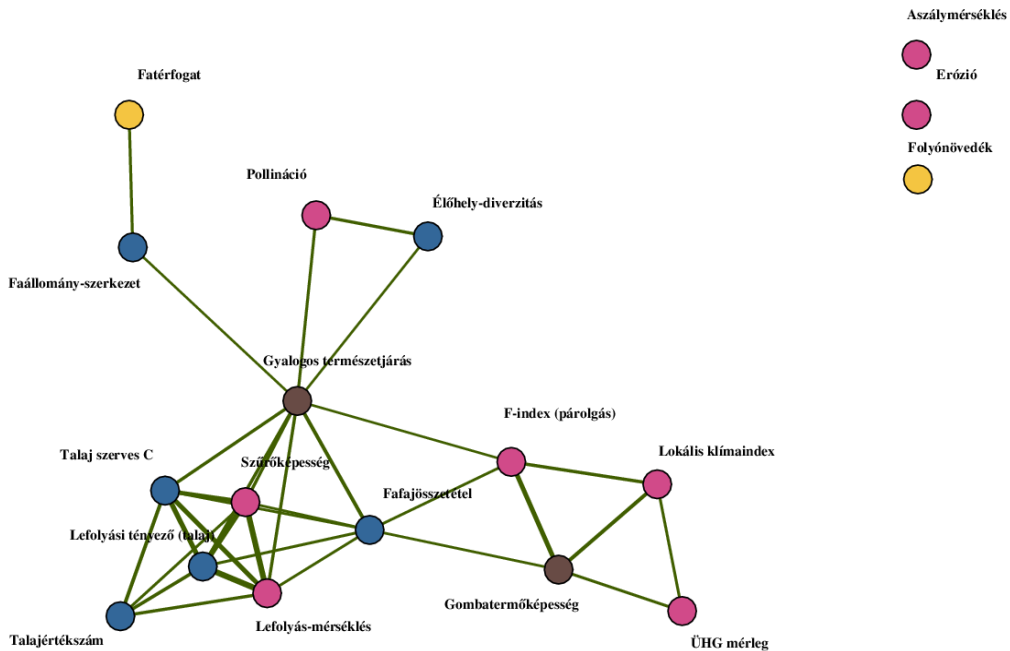 Aszálymérséklés
Fatérfogat
Erózió
Folyónövedék
Pollináció
Élőhely-diverzitás
Faállomány-szerkezet
Gyalogos természetjárás
F-index (párolgás)
Talaj szerves C
Szűrőképesség
Lokális klímaindex
Fafajösszetétel
Lefolyási tényező (talaj)
Gombatermőképesség
Lefolyás-mérséklés
Talajértékszám
ÜHG mérleg